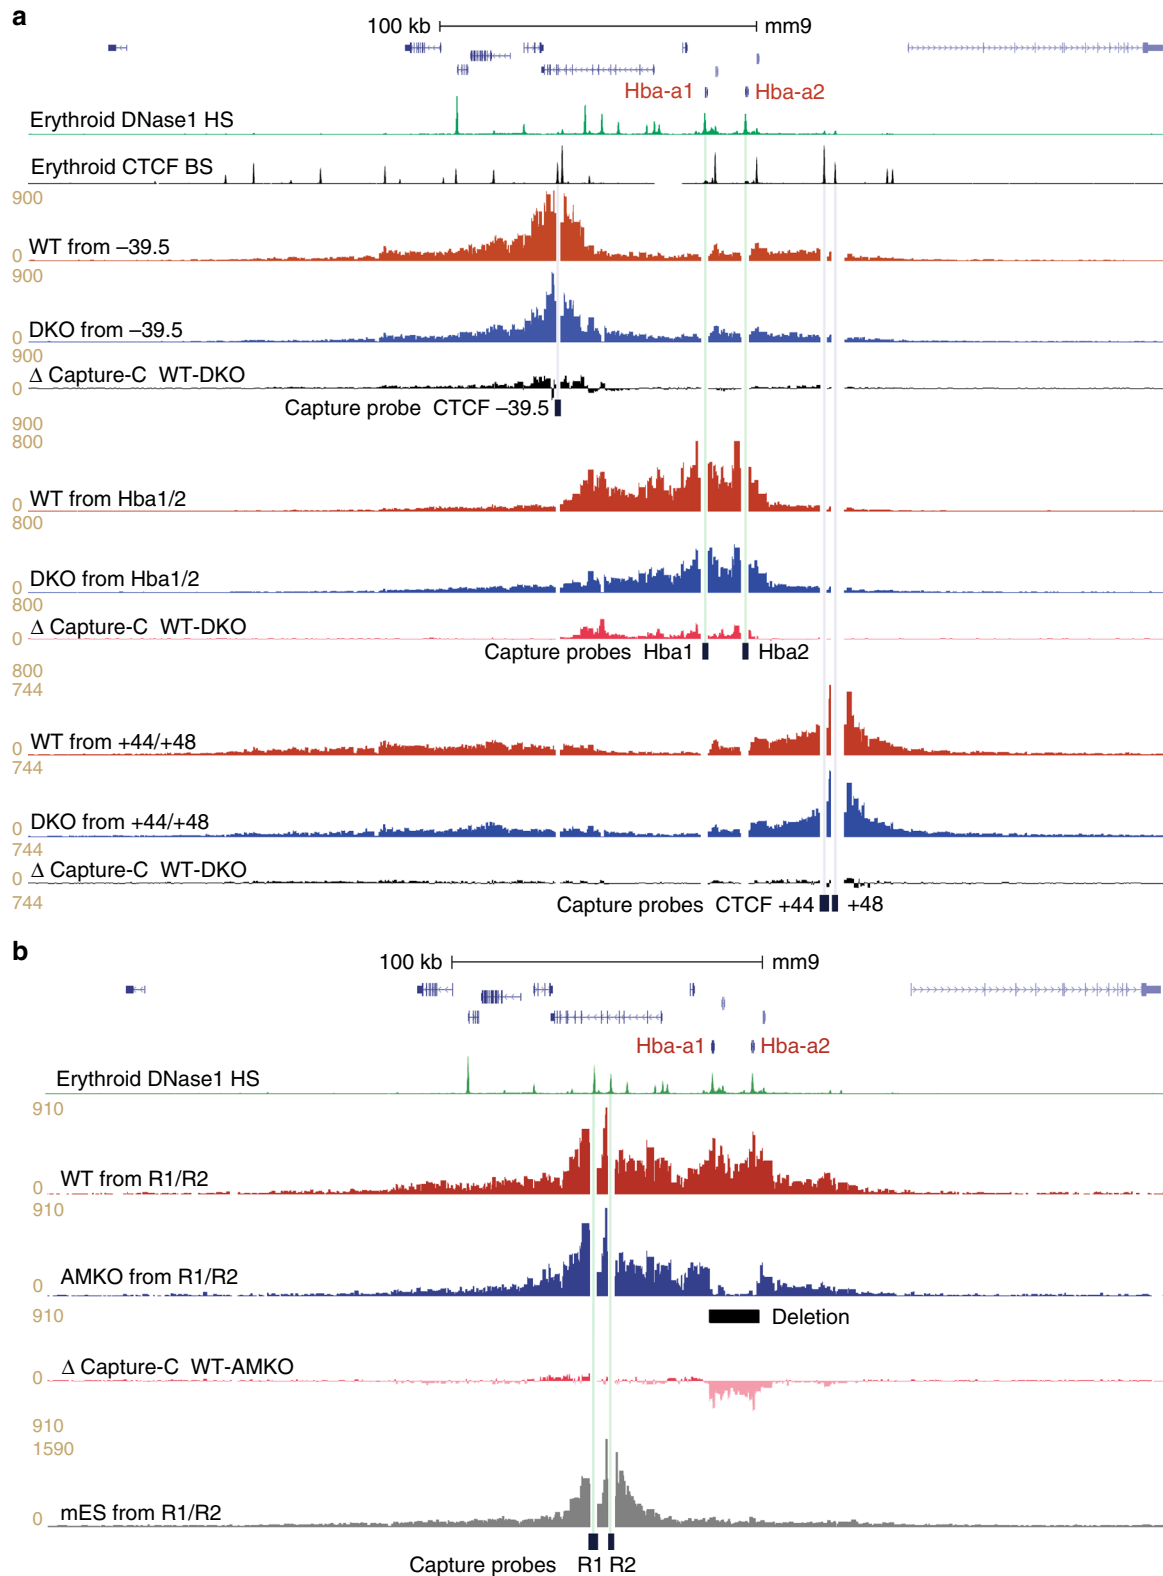 a
100 kb mm9
Hba-a1 Hba-a2
Erythroid DNase1 HS
Erythroid CTCF BS
900
WT from –39.5
0
900
DKO from –39.5
0
900
Δ Capture-C WT-DKO
0
Capture probe CTCF –39.5
900
800
WT from Hba1/2
0
800
DKO from Hba1/2
0
800
Δ Capture-C WT-DKO
0
Capture probes Hba1 Hba2
800
744
WT from +44/+48
0
744
DKO from +44/+48
0
744
Δ Capture-C WT-DKO
0
744
Capture probes CTCF +44 +48
b
100 kb mm9
Hba-a1 Hba-a2
Erythroid DNase1 HS
910
WT from R1/R2
0
910
AMKO from R1/R2
0
910
Deletion
Δ Capture-C WT-AMKO
0
910
1590
mES from R1/R2
0
Capture probes R1 R2